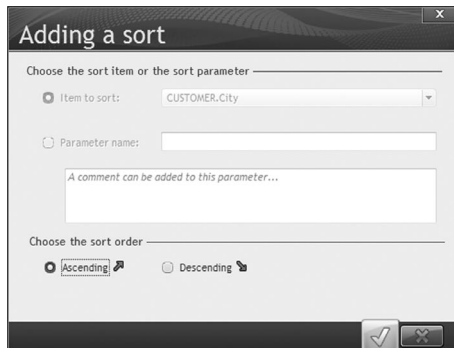 Adding a sort
Choose the sort item or the sort parameter
Item to sort: CUSTOMER.City
Parameter name:
A comment can be added to this parameter...
Choose the sort order
Ascending Descending